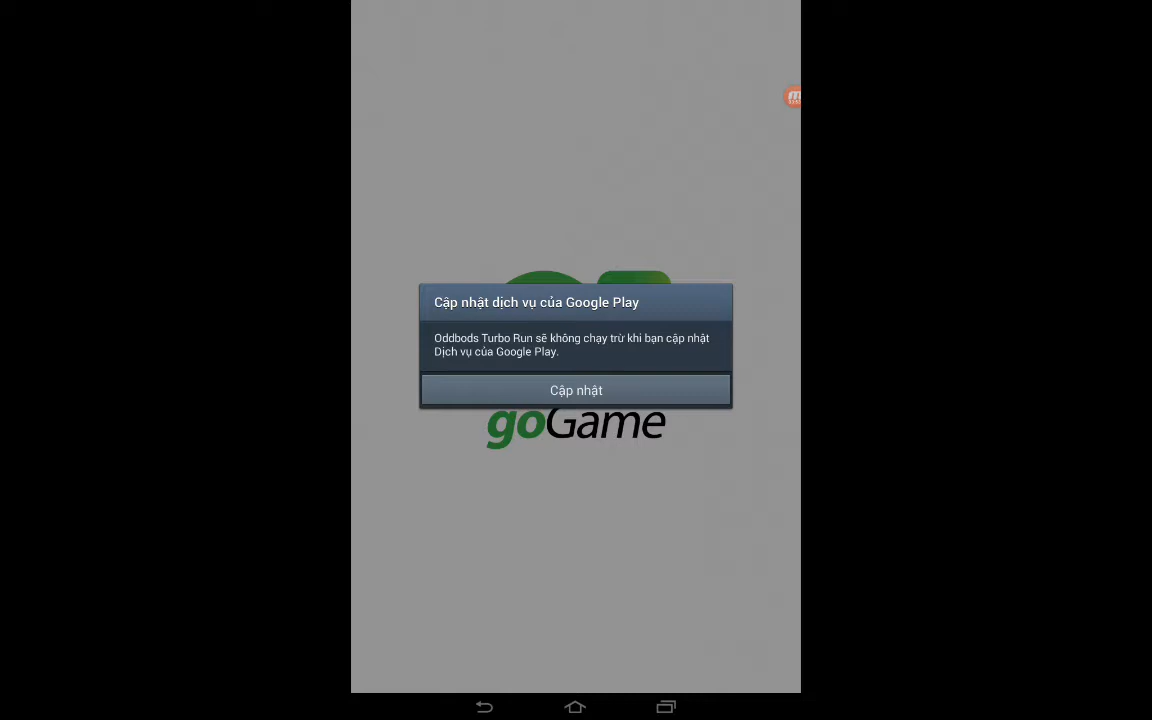 Cập nhật dịch vụ của Google Play
Oddbods Turbo Run sẽ không chạy trừ khi bạn cập nhật
Dịch vụ của Google Play.
Cập nhật
goGame